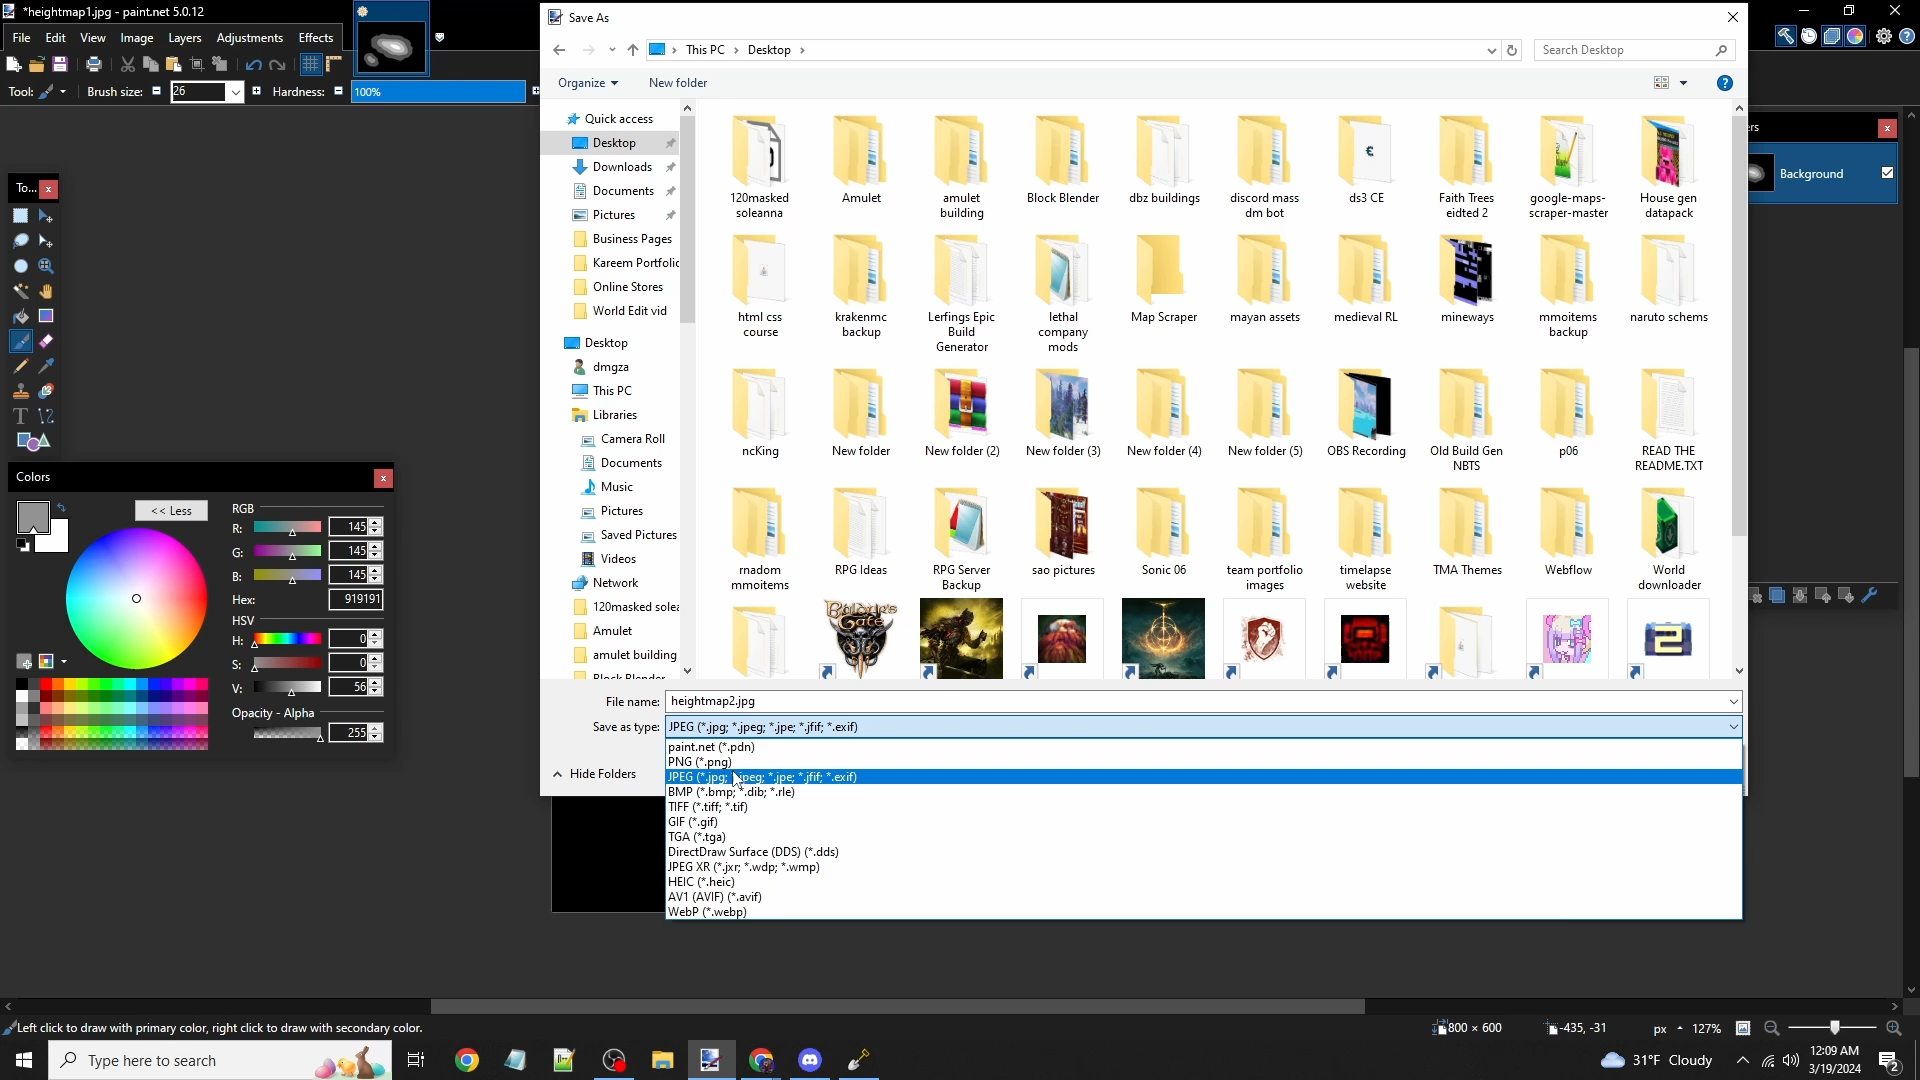 *heightmap1.jpg - paint.net 5.0.12
File Edit View Image Layers Adjustments Effects
Tool: Brush size: 26 Hardness: 100%
Save As
This PC > Desktop >
Search Desktop
Organize New folder
Quick access
Desktop
Downloads
Documents
Pictures
Business Pages
Kareem Portfolic
Online Stores
World Edit vid
Desktop
dmgza
This PC
Libraries
Camera Roll
Documents
Music
Pictures
Saved Pictures
Videos
Network
120masked solea
Amulet
amulet building
Block Blender
120masked soleanna
Amulet
amulet building
Block Blender
dbz buildings
discord mass dm bot
ds3 CE
Faith Trees eidted 2
google-maps-scraper-master
House gen datapack
html css course
krakenmc backup
Lerfings Epic Build Generator
lethal company mods
Map Scraper
mayan assets
medieval RL
mineways
mmoitems backup
naruto schems
ncKing
New folder
New folder (2)
New folder (3)
New folder (4)
New folder (5)
OBS Recording
Old Build Gen NBTS
p06
READ THE README.TXT
rnadom mmoitems
RPG Ideas
RPG Server Backup
sao pictures
Sonic 06
team portfolio images
timelapse website
TMA Themes
Webflow
World downloader
File name: heightmap2.jpg
Save as type: JPEG (*.jpg; *.jpeg; *.jpe; *.jfif; *.exif)
paint.net (*.pdn)
PNG (*.png)
JPEG (*.jpg; *.jpeg; *.jpe; *.jfif; *.exif)
BMP (*.bmp; *.dib; *.rle)
TIFF (*.tiff; *.tif)
GIF (*.gif)
TGA (*.tga)
DirectDraw Surface (DDS) (*.dds)
JPEG XR (*.jxr; *.wdp; *.wmp)
HEIC (*.heic)
AV1 (AVIF) (*.avif)
WebP (*.webp)
Hide Folders
To...
Colors
<< Less
RGB
R: 145
G: 145
B: 145
Hex: 919191
HSV
H: 0
S: 0
V: 56
Opacity - Alpha
255
ers
Background
Left click to draw with primary color, right click to draw with secondary color.
800 × 600
-435, -31
px
127%
Type here to search
31°F Cloudy
12:09 AM
3/19/2024
2